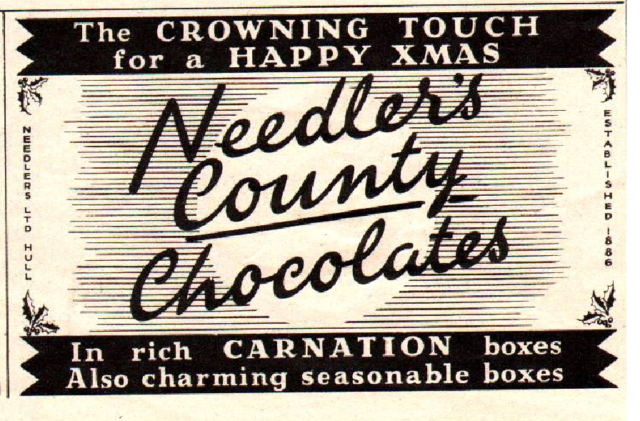 The CROWNING TOUCH
for a HAPPY XMAS
NEEDLERS LTD HULL
Needler's
County
Chocolates
ESTABLISHED 1886
In rich CARNATION boxes
Also charming seasonable boxes